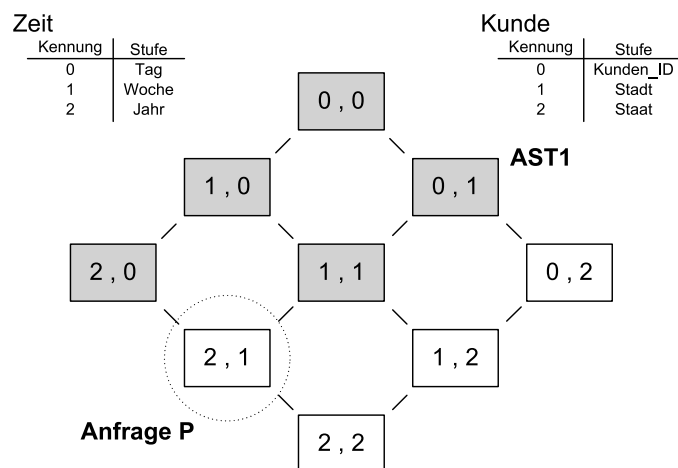 Zeit
Kennung Stufe
0 Tag
1 Woche
2 Jahr
Kunde
Kennung Stufe
0 Kunden_ID
1 Stadt
2 Staat
0 , 0
AST1
1 , 0 0 , 1
2 , 0 1 , 1 0 , 2
2 , 1 1 , 2
Anfrage P
2 , 2